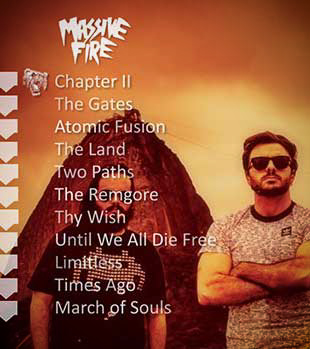 MASSIVE
FIRE
Chapter II
The Gates
Atomic Fusion
The Land
Two Paths
The Remgore
Thy Wish
Until We All Die Free
Limitless
Times Ago
March of Souls